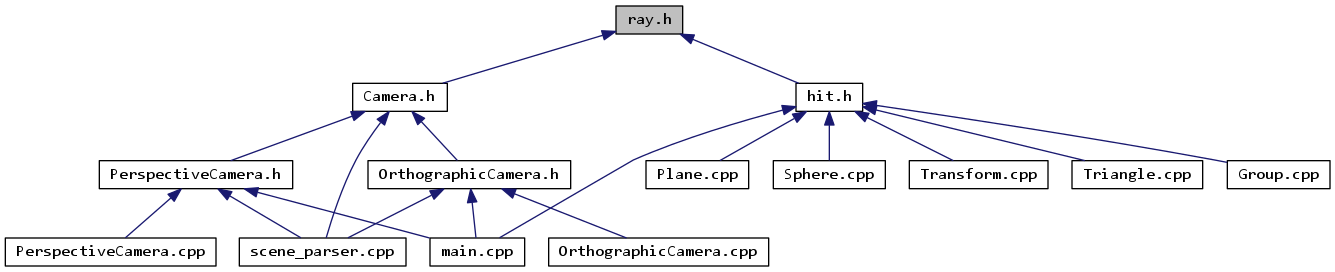 ray.h
Camera.h
hit.h
PerspectiveCamera.h
OrthographicCamera.h
Plane.cpp
Sphere.cpp
Transform.cpp
Triangle.cpp
Group.cpp
PerspectiveCamera.cpp
scene_parser.cpp
main.cpp
OrthographicCamera.cpp